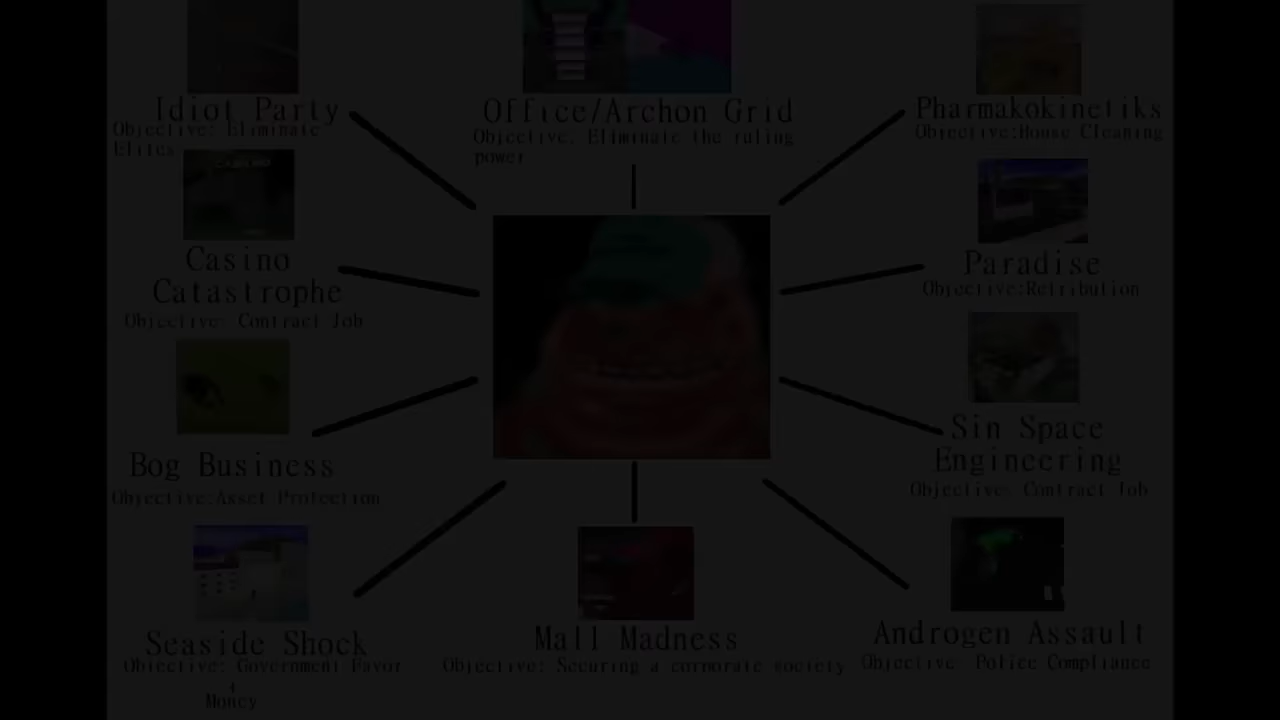 Idiot Party
Objective: Eliminate
Elites
Office/Archon Grid
Objective: Eliminate the ruling
power
Pharmakokinetiks
Objective:House Cleaning
Casino
Catastrophe
Objective: Contract Job
Paradise
Objective:Retribution
Bog Business
Objective:Asset Protection
Sin Space
Engineering
Objective: Contract Job
Seaside Shock
Objective: Government Favor
+
Money
Mall Madness
Objective: Securing a corporate society
Androgen Assault
Objective: Police Compliance